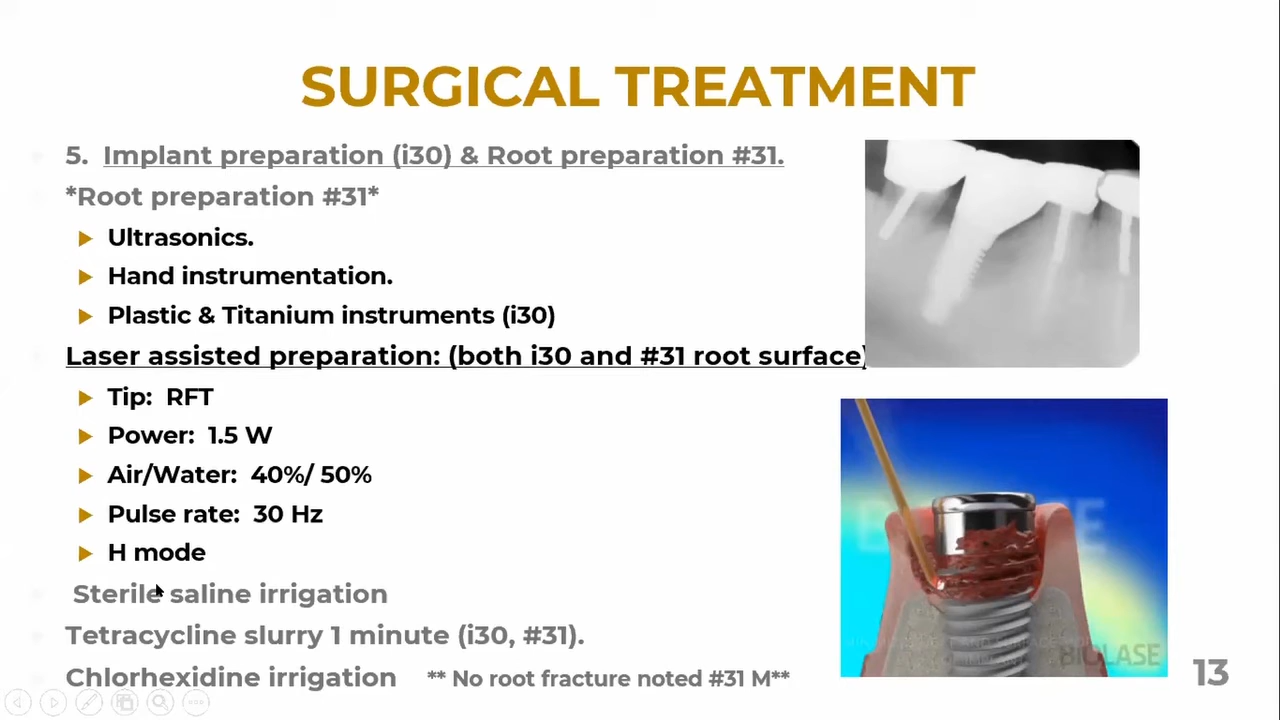 SURGICAL TREATMENT
5. Implant preparation (i30) & Root preparation #31.
*Root preparation #31*
Ultrasonics.
Hand instrumentation.
Plastic & Titanium instruments (i30)
Laser assisted preparation: (both i30 and #31 root surface)
Tip: RFT
Power: 1.5 W
Air/Water: 40%/ 50%
Pulse rate: 30 Hz
H mode
Sterile saline irrigation
Tetracycline slurry 1 minute (i30, #31).
Chlorhexidine irrigation ** No root fracture noted #31 M**
BIOLASE
13